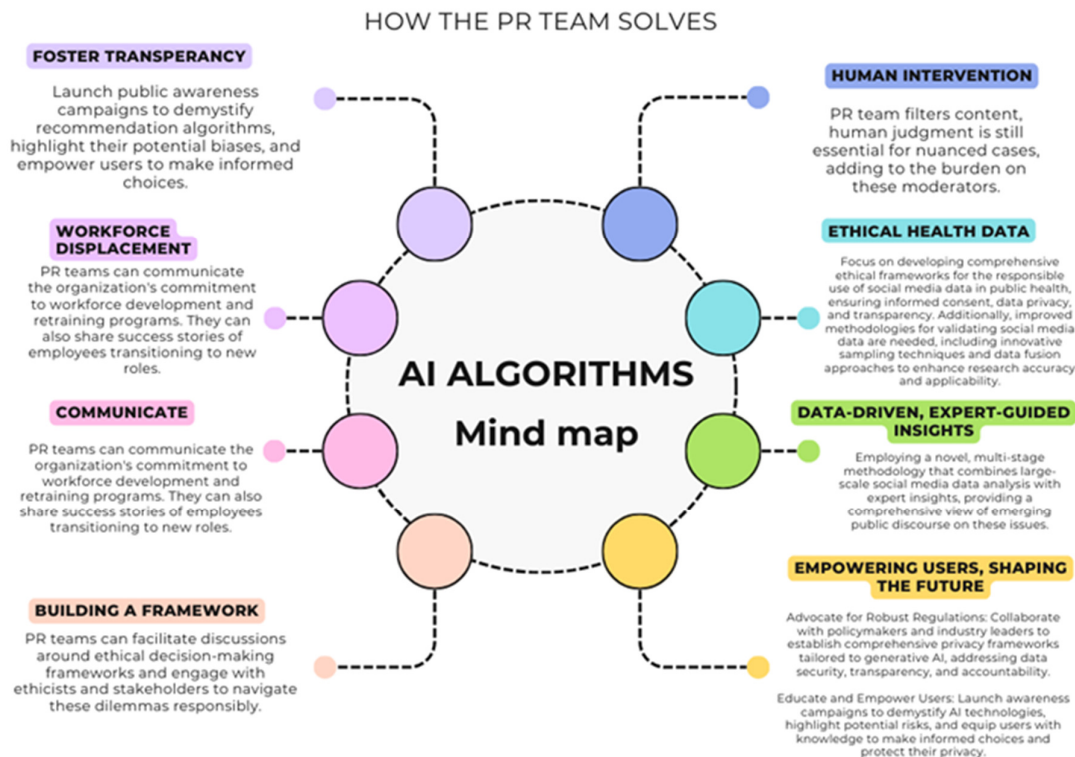 HOW THE PR TEAM SOLVES
FOSTER TRANSPERANCY
Launch public awareness
campaigns to demystify
recommendation algorithms,
highlight their potential biases, and
empower users to make informed
choices.
WORKFORCE
DISPLACEMENT
PR teams can communicate
the organization's commitment
to workforce development and
retraining programs. They can
also share success stories of
employees transitioning to new
roles.
COMMUNICATE
PR teams can communicate the
organization's commitment to
workforce development and
retraining programs. They can also
share success stories of employees
transitioning to new roles.
BUILDING A FRAMEWORK
PR teams can facilitate discussions
around ethical decision-making
frameworks and engage with
ethicists and stakeholders to navigate
these dilemmas responsibly.
AI ALGORITHMS
Mind map
HUMAN INTERVENTION
PR team filters content,
human judgment is still
essential for nuanced cases,
adding to the burden on
these moderators.
ETHICAL HEALTH DATA
Focus on developing comprehensive
ethical frameworks for the responsible
use of social media data in public health,
ensuring informed consent, data privacy,
and transparency. Additionally, improved
methodologies for validating social media
data are needed, including innovative
sampling techniques and data fusion
approaches to enhance research accuracy
and applicability.
DATA-DRIVEN, EXPERT-GUIDED
INSIGHTS
Employing a novel, multi-stage
methodology that combines large-
scale social media data analysis with
expert insights, providing a
comprehensive view of emerging
public discourse on these issues.
EMPOWERING USERS, SHAPING
THE FUTURE
Advocate for Robust Regulations: Collaborate
with policymakers and industry leaders to
establish comprehensive privacy frameworks
tailored to generative AI, addressing data
security, transparency, and accountability.
Educate and Empower Users: Launch awareness
campaigns to demystify AI technologies,
highlight potential risks, and equip users with
knowledge to make informed choices and
protect their privacy.